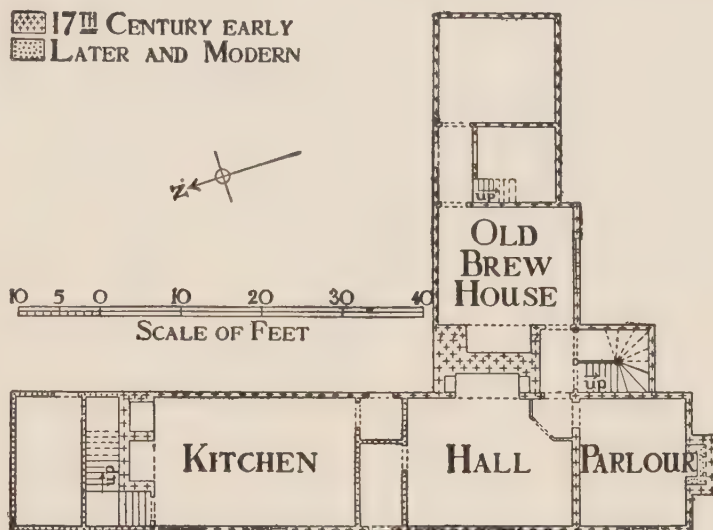 17TH CENTURY EARLY
LATER AND MODERN
N
UP
OLD
BREW
HOUSE
10 5 0 10 20 30 40
SCALE OF FEET
UP
KITCHEN
HALL
PARLOUR
UP